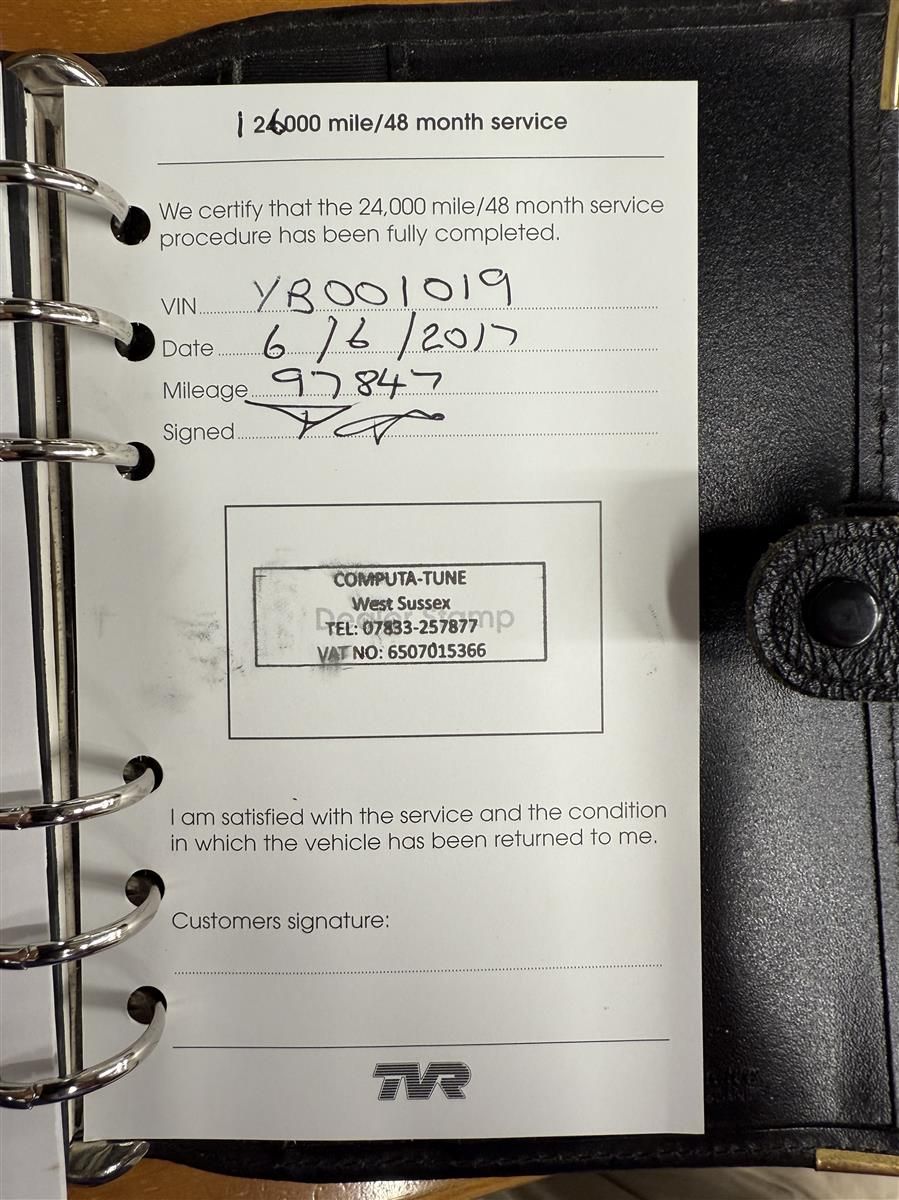 126000 mile/48 month service
We certify that the 24,000 mile/48 month service
procedure has been fully completed.
VIN YB001019
Date 6/6/2017
Mileage 97847
Signed
COMPUTA-TUNE
West Sussex
Dealer Stamp
TEL: 07833-257877
VAT NO: 6507015366
I am satisfied with the service and the condition
in which the vehicle has been returned to me.
Customers signature:
TVR